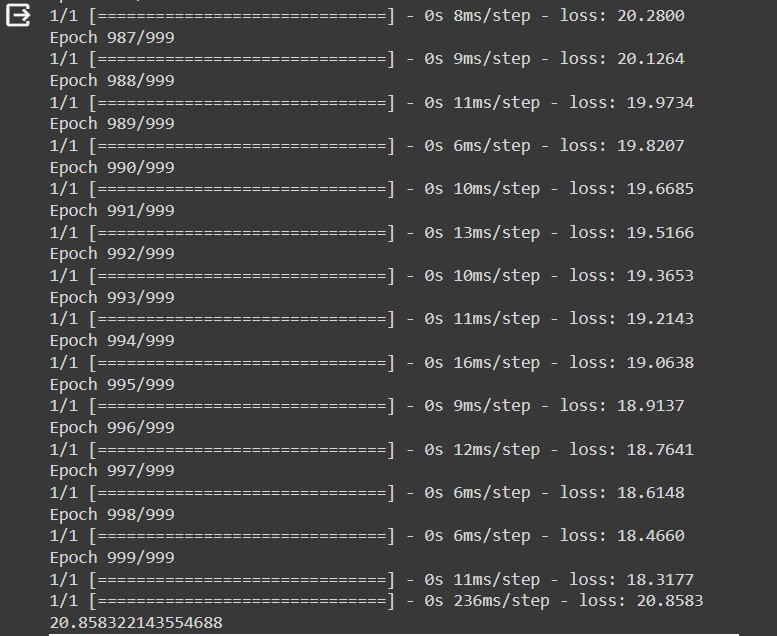 1/1 [==============================] - 0s 8ms/step - loss: 20.2800
Epoch 987/999
1/1 [==============================] - 0s 9ms/step - loss: 20.1264
Epoch 988/999
1/1 [==============================] - 0s 11ms/step - loss: 19.9734
Epoch 989/999
1/1 [==============================] - 0s 6ms/step - loss: 19.8207
Epoch 990/999
1/1 [==============================] - 0s 10ms/step - loss: 19.6685
Epoch 991/999
1/1 [==============================] - 0s 13ms/step - loss: 19.5166
Epoch 992/999
1/1 [==============================] - 0s 10ms/step - loss: 19.3653
Epoch 993/999
1/1 [==============================] - 0s 11ms/step - loss: 19.2143
Epoch 994/999
1/1 [==============================] - 0s 16ms/step - loss: 19.0638
Epoch 995/999
1/1 [==============================] - 0s 9ms/step - loss: 18.9137
Epoch 996/999
1/1 [==============================] - 0s 12ms/step - loss: 18.7641
Epoch 997/999
1/1 [==============================] - 0s 6ms/step - loss: 18.6148
Epoch 998/999
1/1 [==============================] - 0s 6ms/step - loss: 18.4660
Epoch 999/999
1/1 [==============================] - 0s 11ms/step - loss: 18.3177
1/1 [==============================] - 0s 236ms/step - loss: 20.8583
20.858322143554688